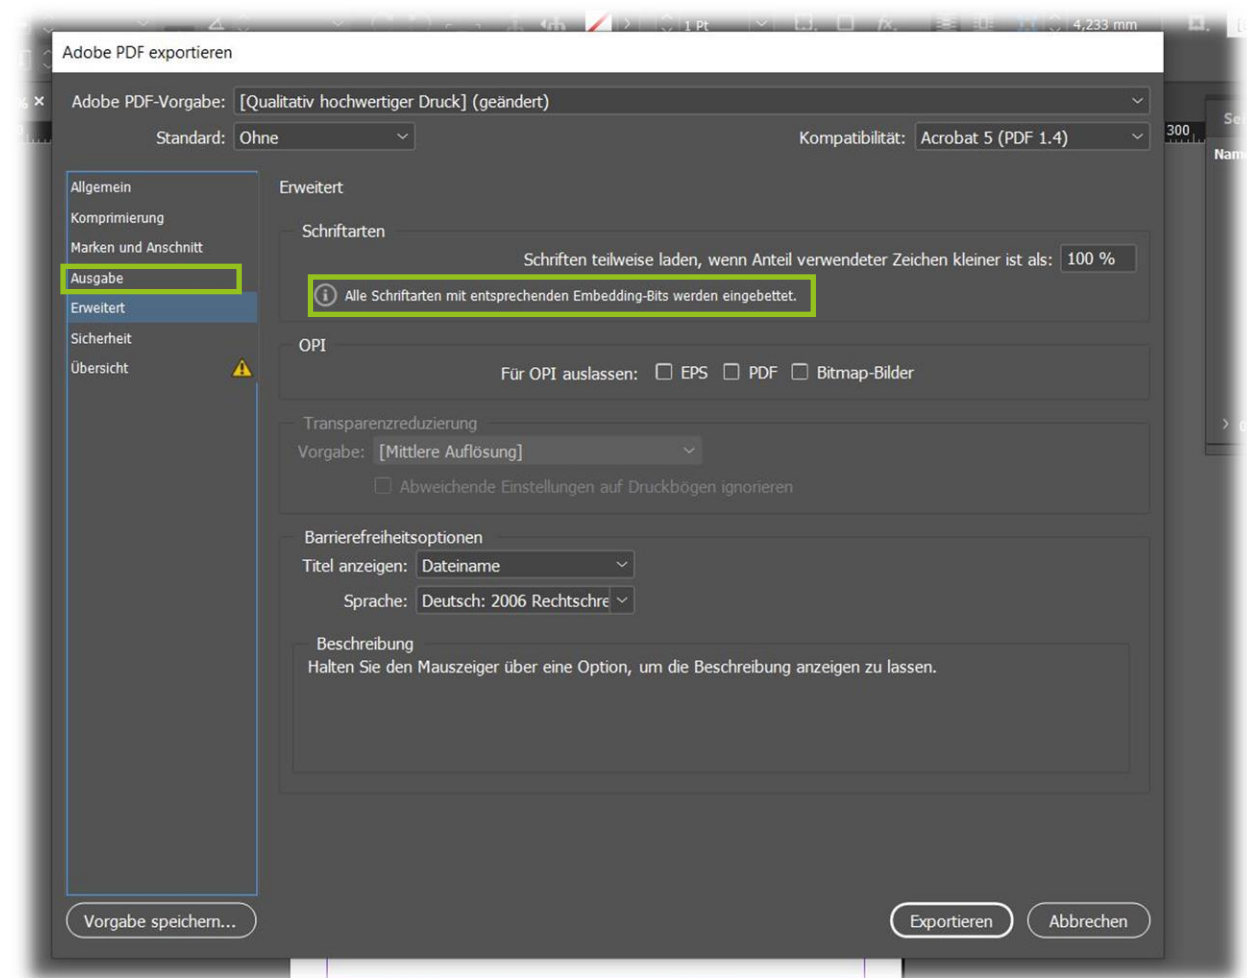 1 Pt
fx.
4,233 mm
Adobe PDF exportieren
Adobe PDF-Vorgabe: [Qualitativ hochwertiger Druck] (geändert)
Standard: Ohne
Kompatibilität: Acrobat 5 (PDF 1.4)
300
Allgemein
Komprimierung
Marken und Anschnitt
Ausgabe
Erweitert
Sicherheit
Übersicht
Erweitert
Schriftarten
Schriften teilweise laden, wenn Anteil verwendeter Zeichen kleiner ist als: 100 %
Alle Schriftarten mit entsprechenden Embedding-Bits werden eingebettet.
OPI
Für OPI auslassen: EPS PDF Bitmap-Bilder
Transparenzreduzierung
Vorgabe: [Mittlere Auflösung]
Abweichende Einstellungen auf Druckbögen ignorieren
Barrierefreiheitsoptionen
Titel anzeigen: Dateiname
Sprache: Deutsch: 2006 Rechtschre
Beschreibung
Halten Sie den Mauszeiger über eine Option, um die Beschreibung anzeigen zu lassen.
Vorgabe speichern...
Exportieren
Abbrechen